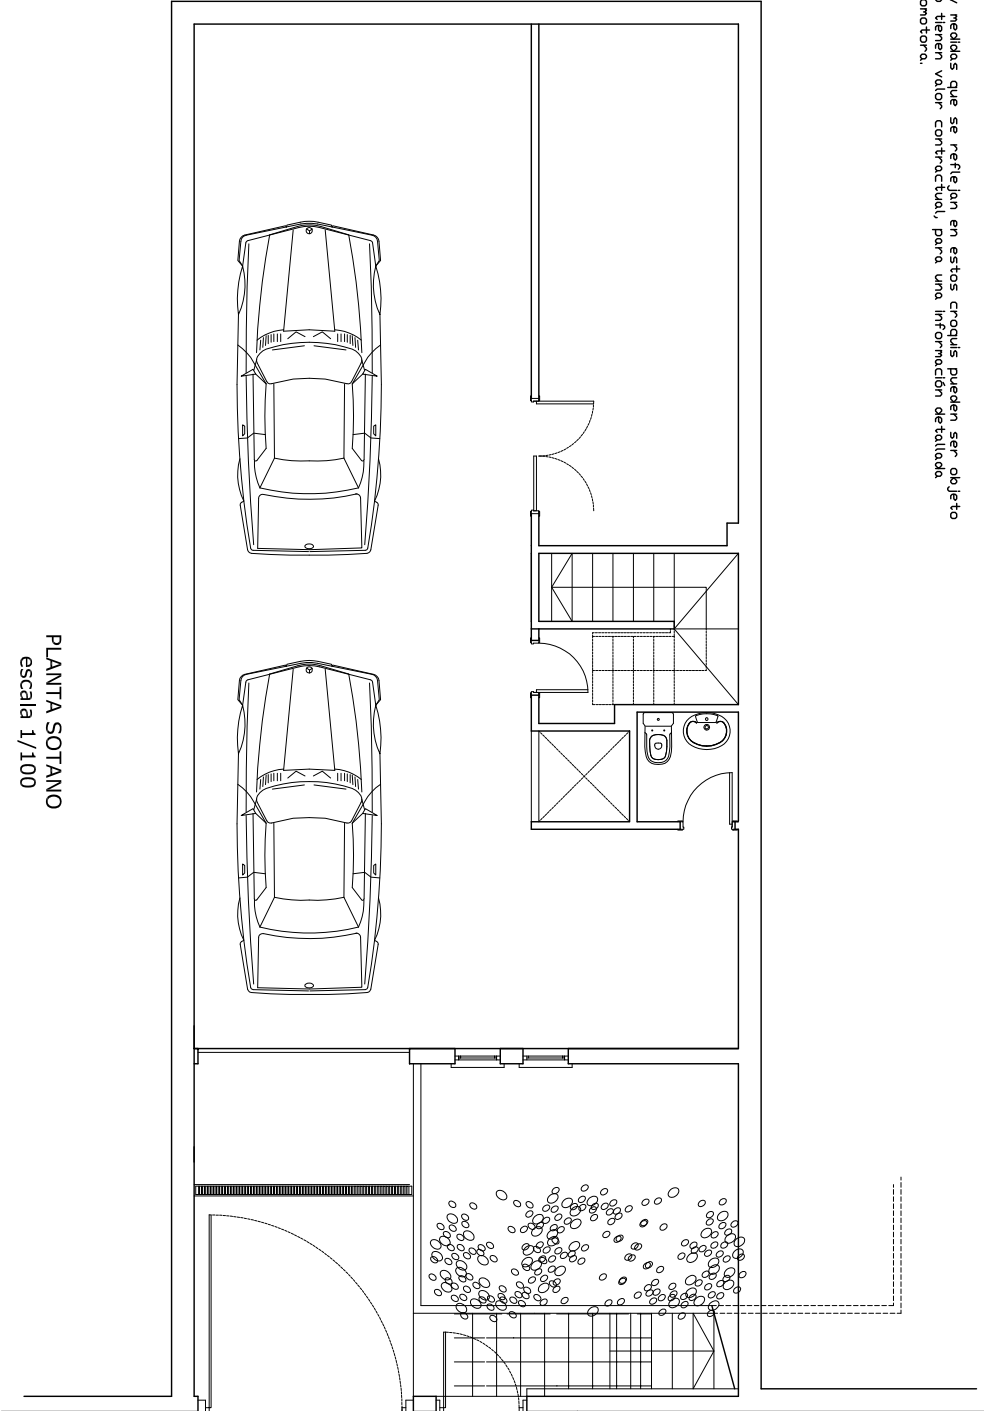 y medidas que se reflejan en estos croquis pueden ser objeto
tienen valor contractual, para una información detallada
PLANTA SOTANO
escala 1/100